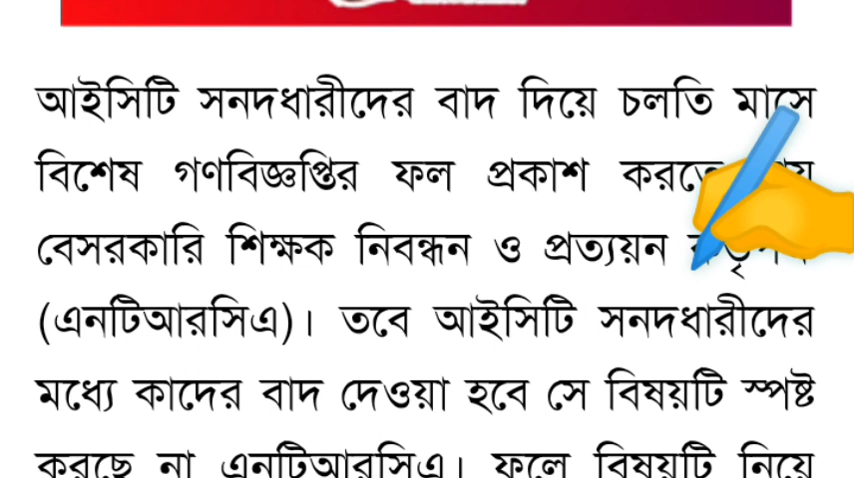 আইসিটি সনদধারীদের বাদ দিয়ে চলতি মাসে
বিশেষ গণবিজ্ঞপ্তির ফল প্রকাশ করতে
বেসরকারি শিক্ষক নিবন্ধন ও প্রত্যয়ন
(এনটিআরসিএ)। তবে আইসিটি সনদধারীদের
মধ্যে কাদের বাদ দেওয়া হবে সে বিষয়টি স্পষ্ট
করছে না এনটিআরসিএ। ফলে বিষয়টি নিয়ে